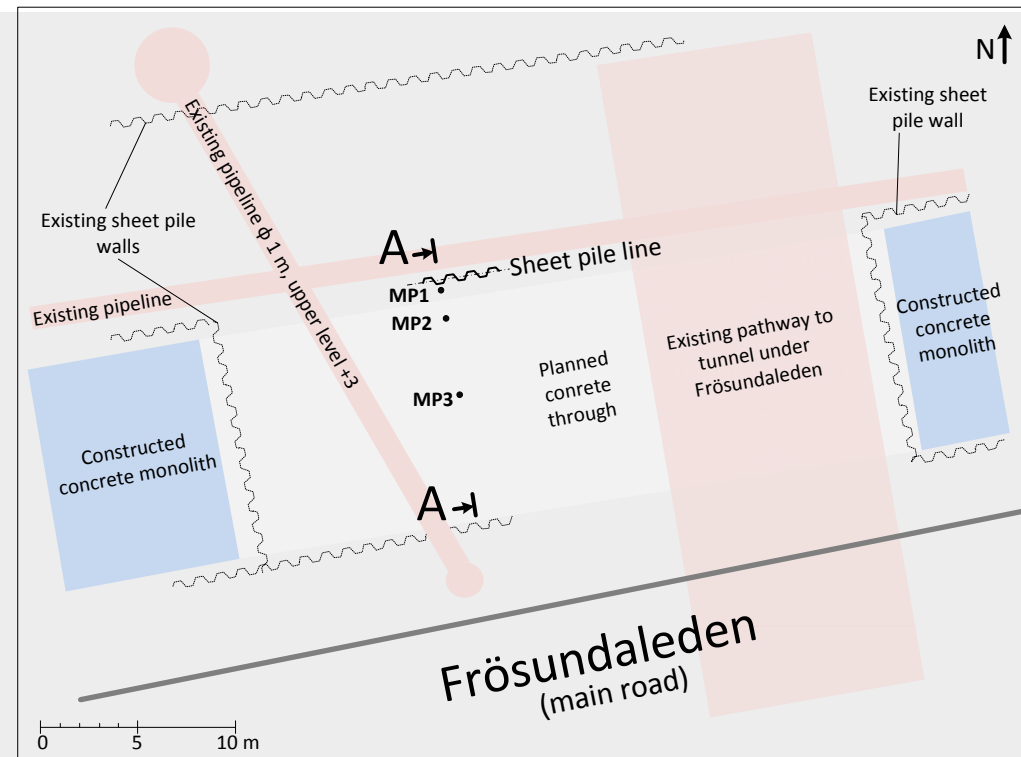 N
Existing sheet
pile wall
Existing pipeline ϕ 1 m, upper level +3
Existing sheet pile
walls
A
Sheet pile line
MP1
Existing pipeline
MP2
Constructed
concrete
monolith
Existing pathway to
tunnel under
Frösundaleden
Planned
conrete
through
MP3
Constructed
concrete monolith
A
Frösundaleden
(main road)
0 5 10 m